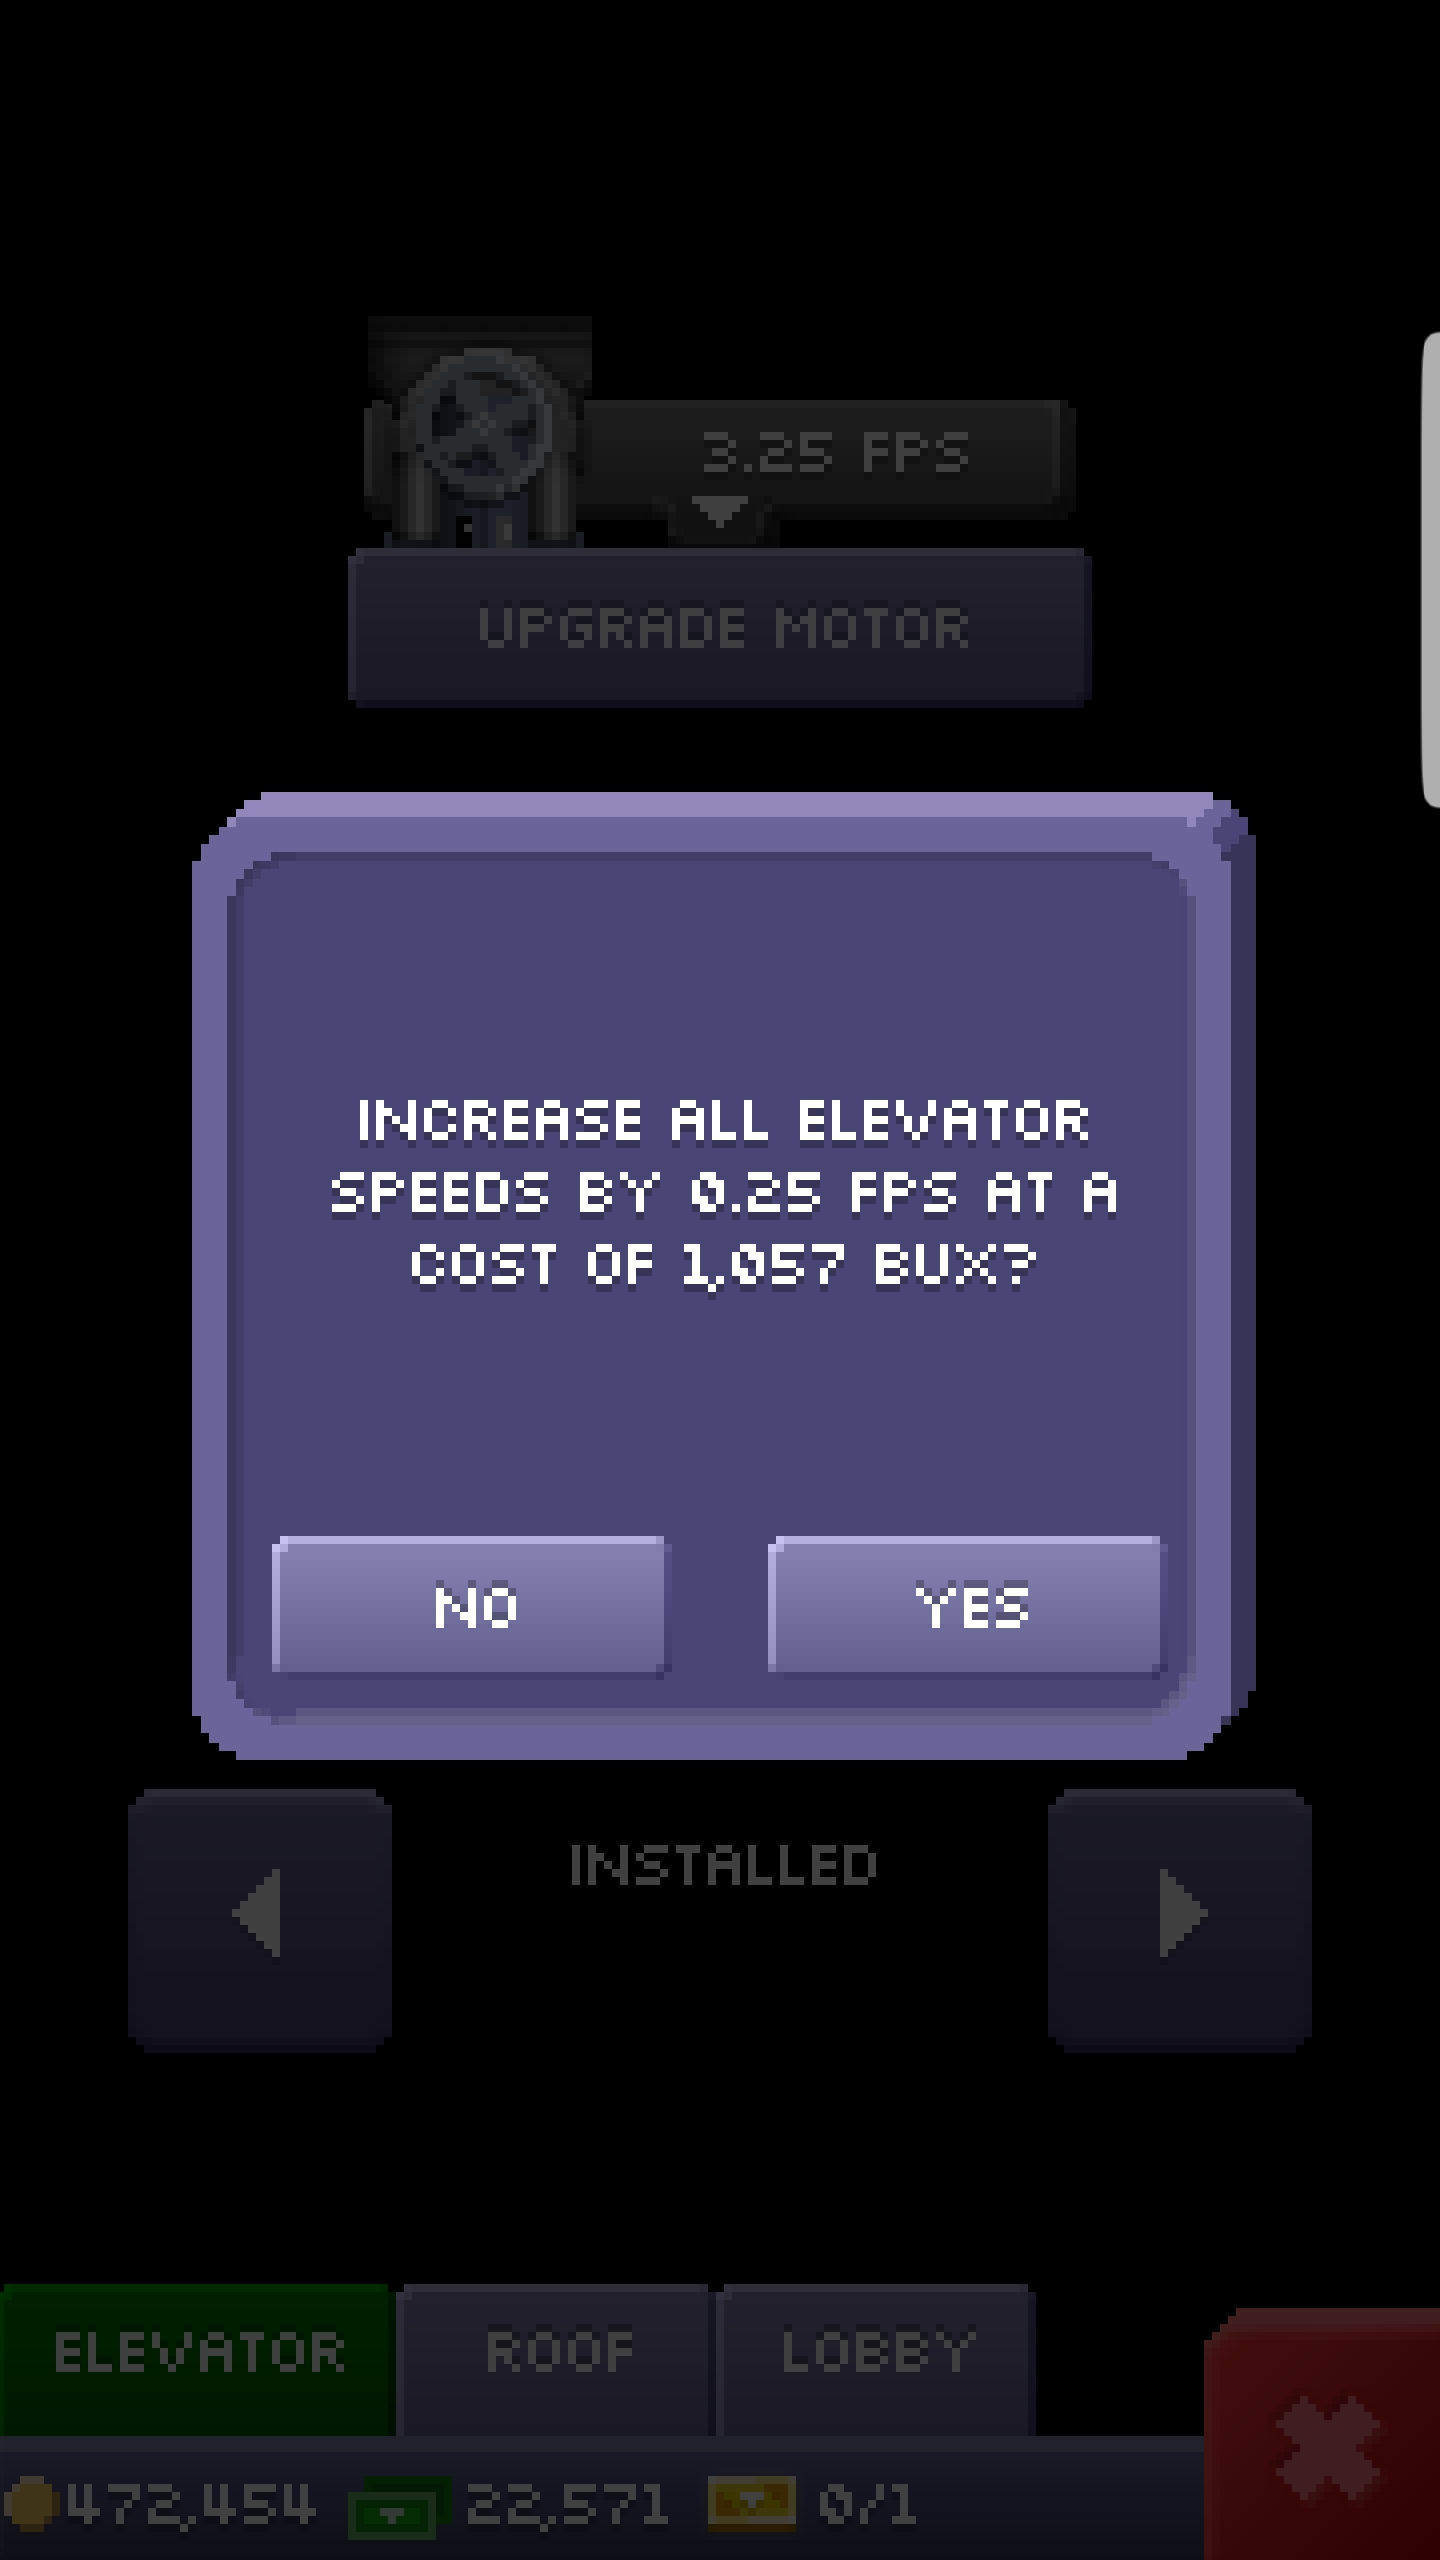 3.25 FPS
UPGRADE MOTOR
INCREASE ALL ELEVATOR
SPEEDS BY 0.25 FPS AT A
COST OF 1,057 BUX?
NO YES
INSTALLED
ELEVATOR ROOF LOBBY
472,454 22,571 0/1